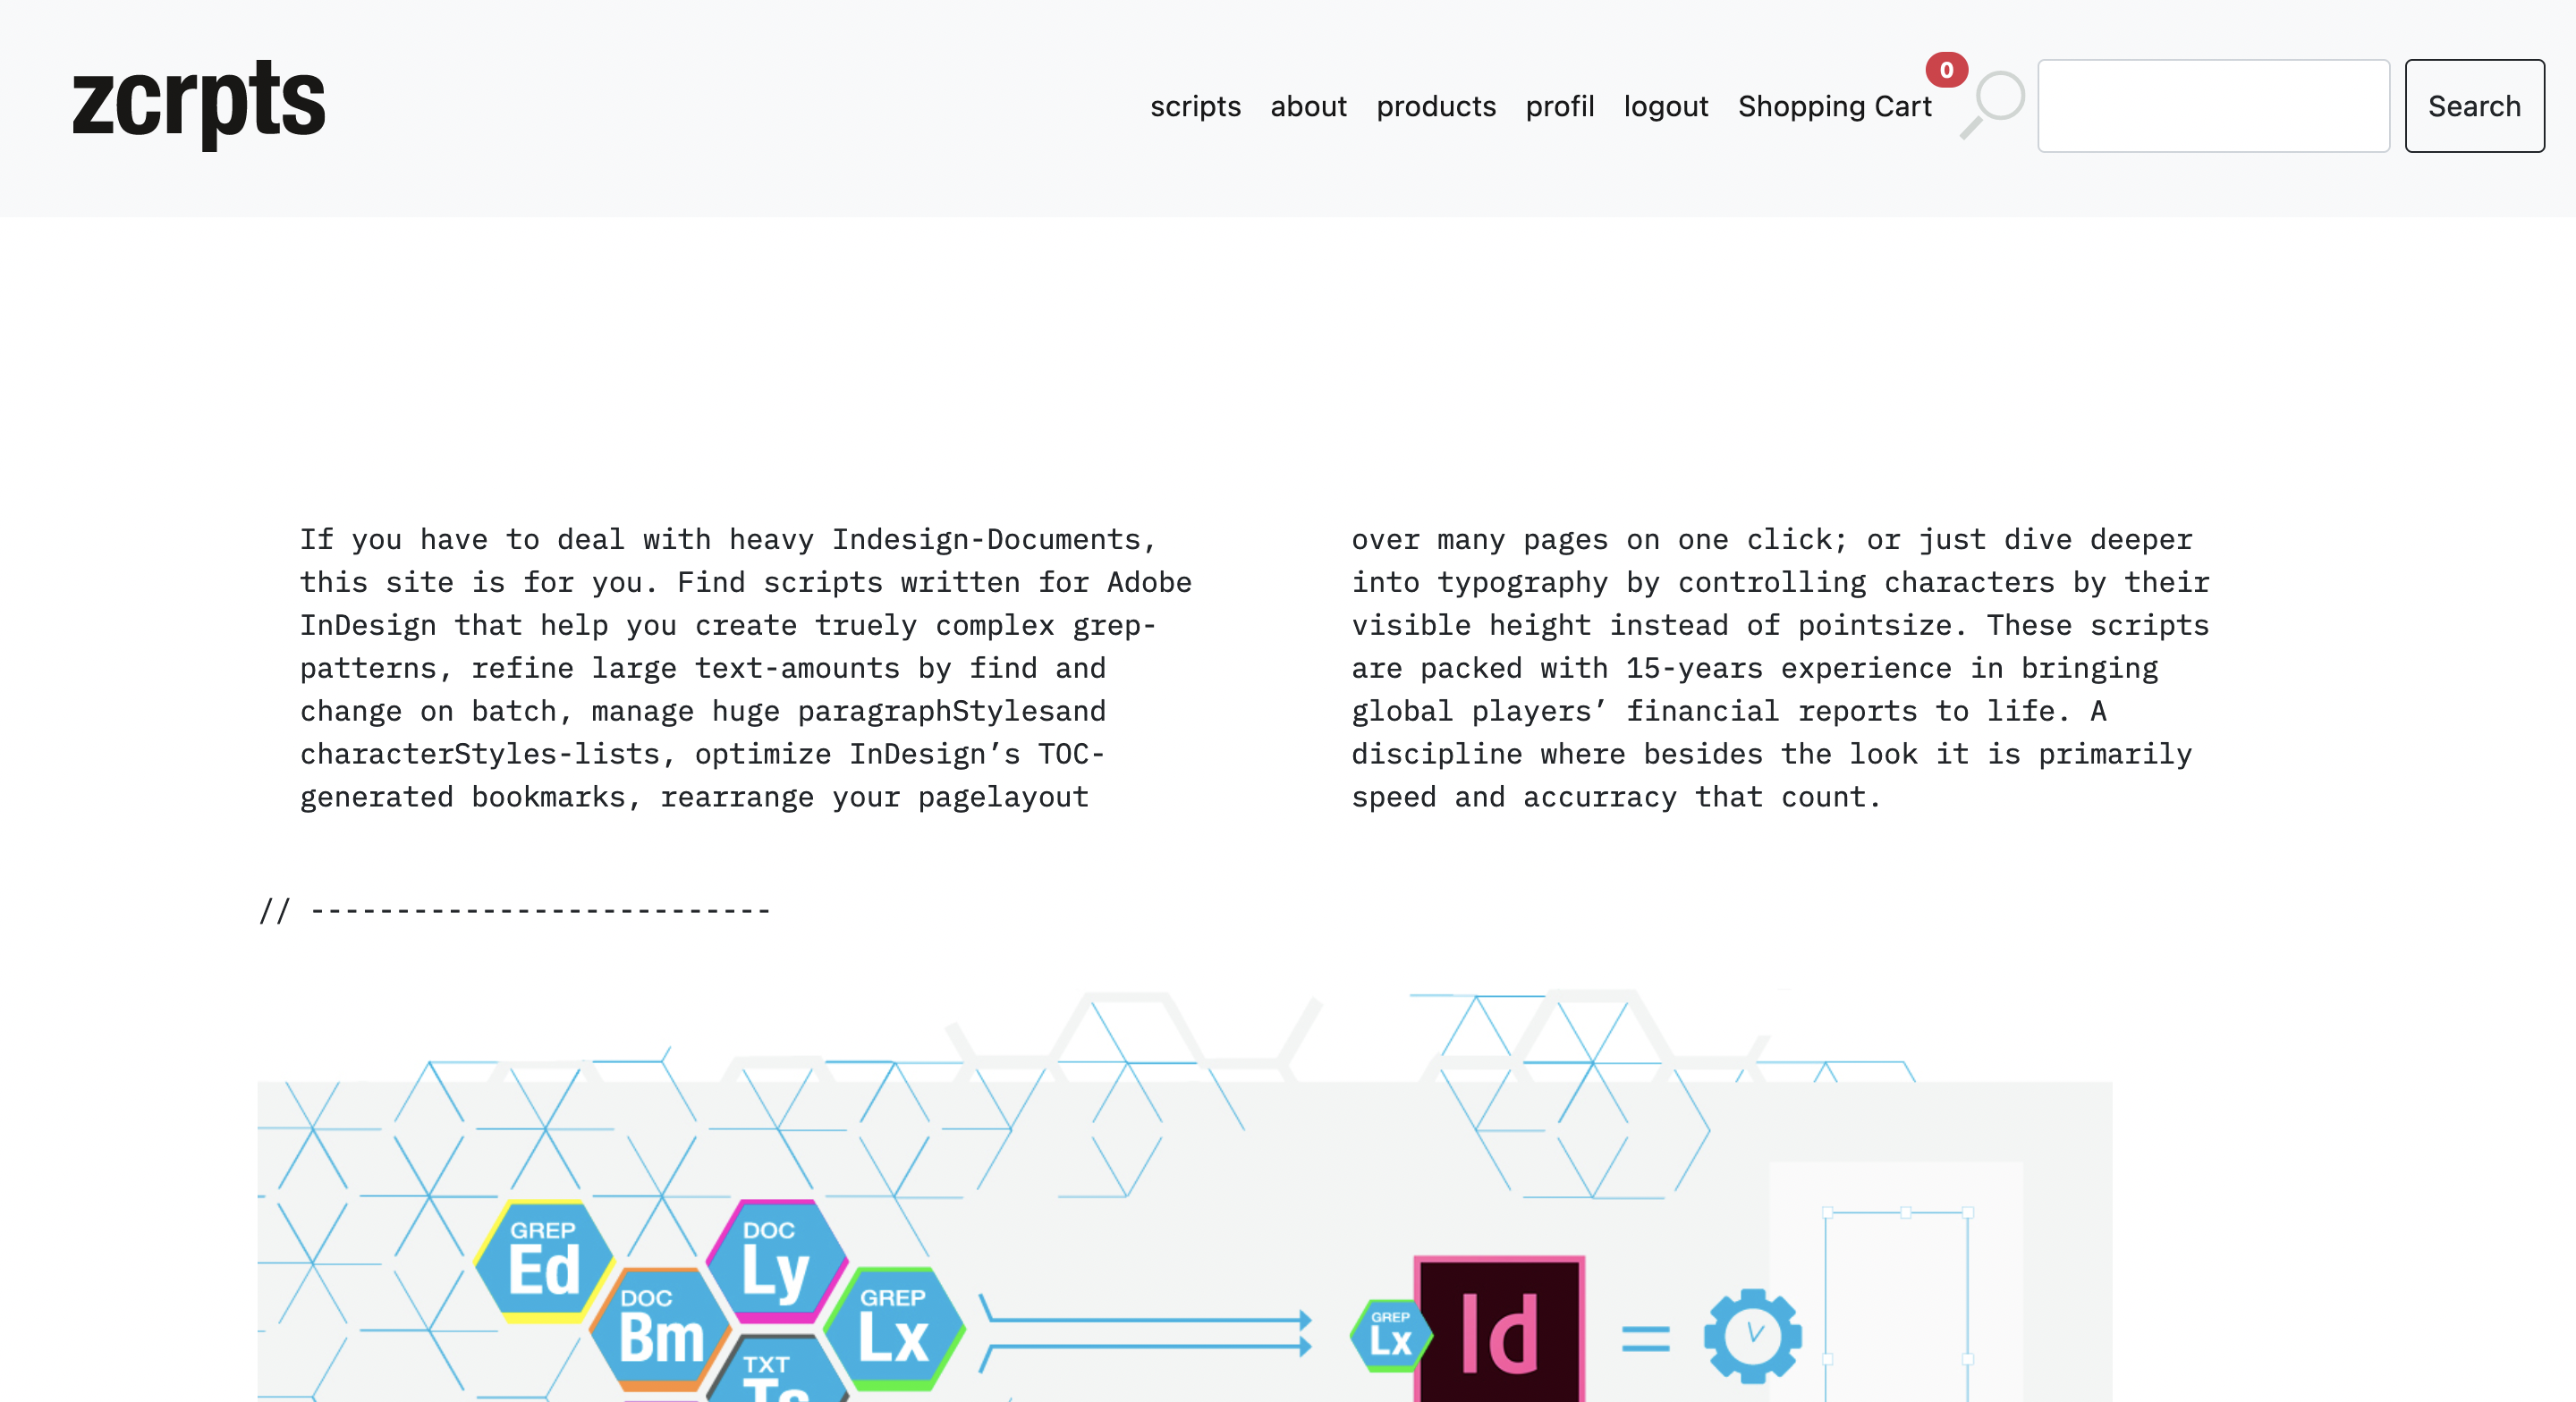 zcrpts
scripts about products profil logout Shopping Cart 0 Search
If you have to deal with heavy Indesign-Documents,
this site is for you. Find scripts written for Adobe
InDesign that help you create truely complex grep-
patterns, refine large text-amounts by find and
change on batch, manage huge paragraphStylesand
characterStyles-lists, optimize InDesign’s TOC-
generated bookmarks, rearrange your pagelayout
over many pages on one click; or just dive deeper
into typography by controlling characters by their
visible height instead of pointsize. These scripts
are packed with 15-years experience in bringing
global players’ financial reports to life. A
discipline where besides the look it is primarily
speed and accurracy that count.
// ---------------------------
GREP
Ed
DOC
Ly
DOC
Bm
GREP
Lx
TXT
GREP
Lx
Id
=